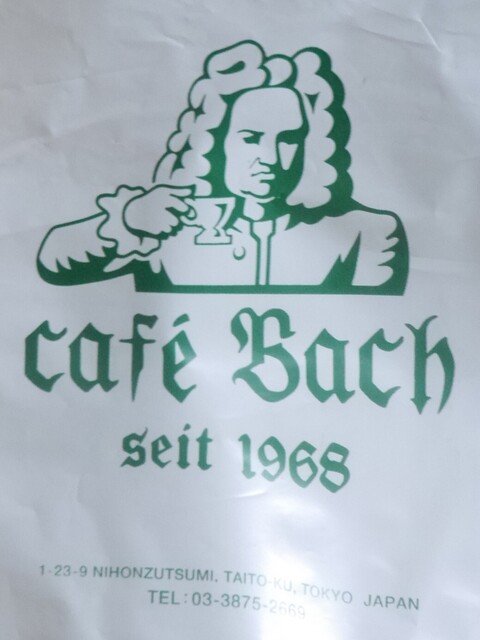 café Bach
seit 1968
1-23-9 NIHONZUTSUMI, TAITO-KU, TOKYO JAPAN
TEL:03-3875-2669